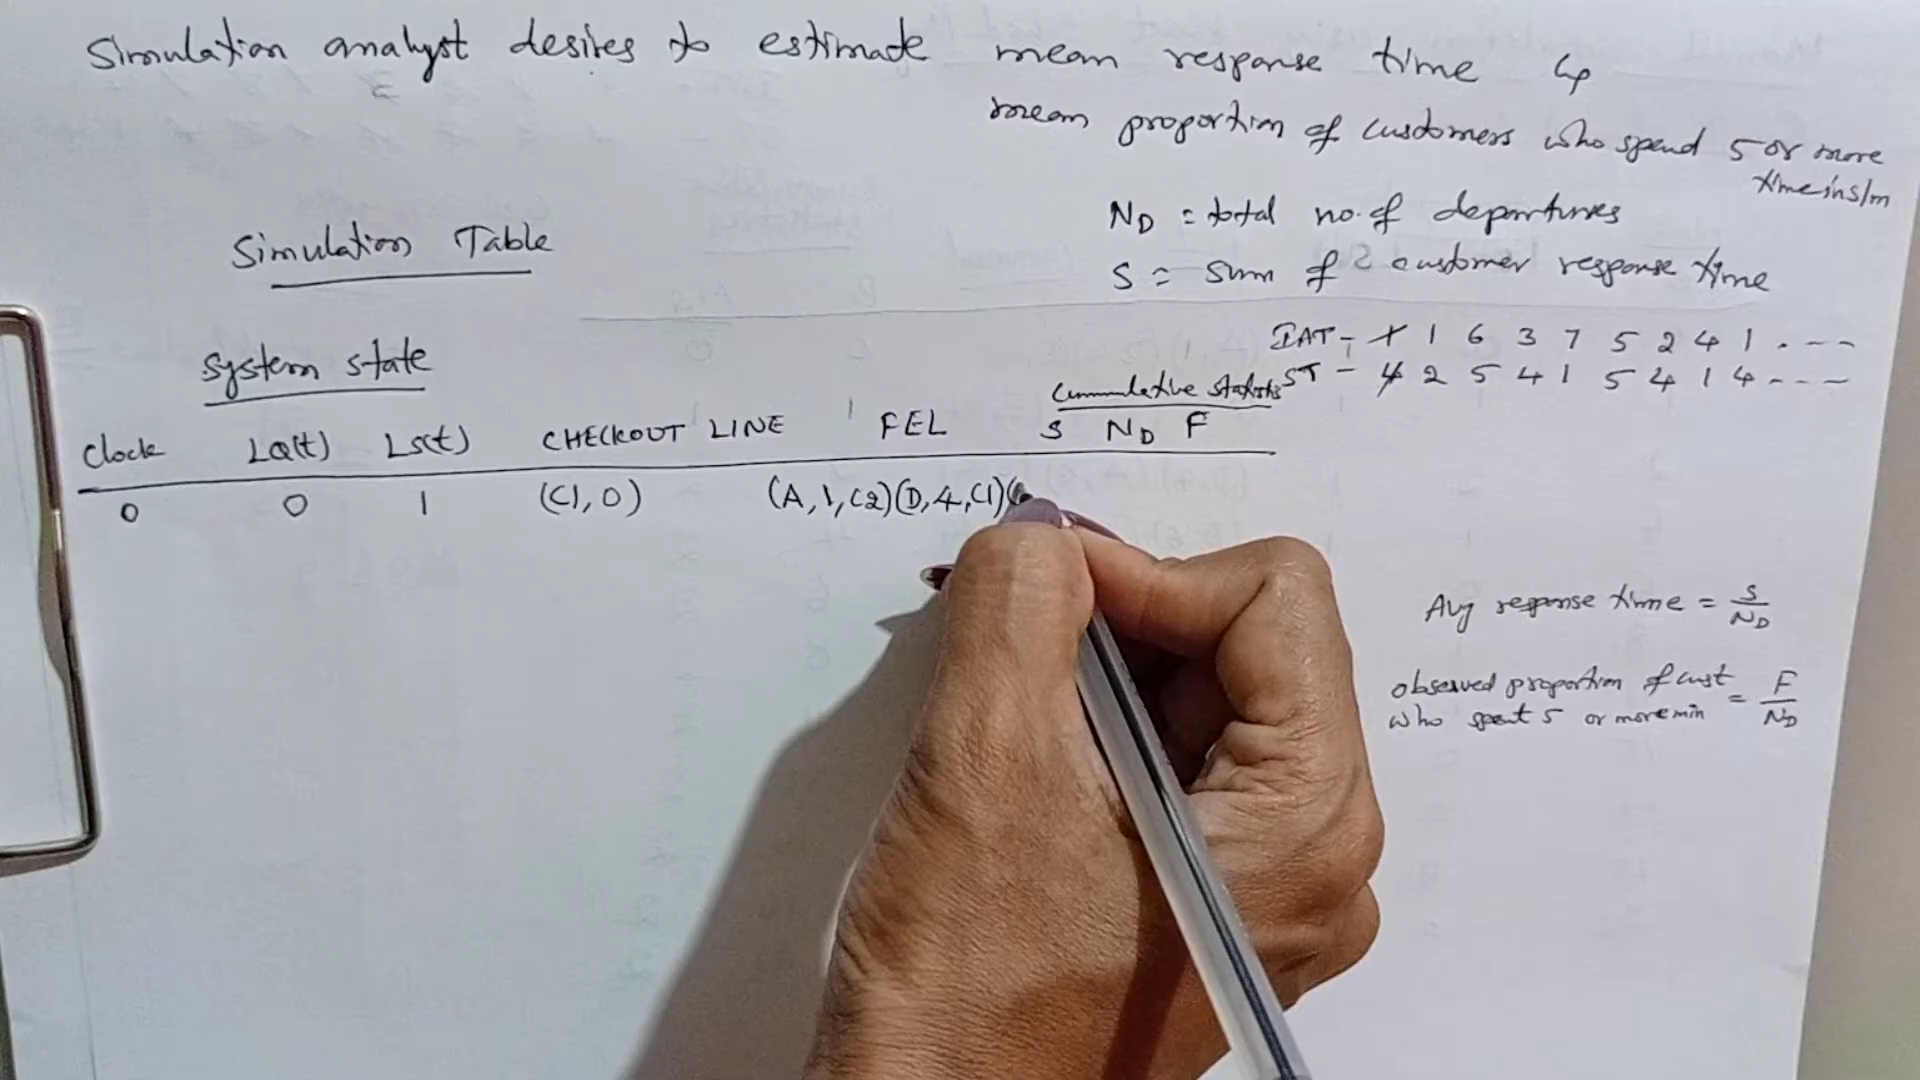 Simulation analyst desires to estimate mean response time &
mean proportion of customers who spend 5 or more
time in s/m
ND = total no. of departures
Simulation Table
S = sum of customer response time
IAT - 1 1 6 3 7 5 2 4 1 . - - -
System state
Cummulative Statistics ST - 4 2 5 4 1 5 4 1 4 - - - -
Clock LQ(t) LS(t) CHECKOUT LINE FEL S ND F
0 0 1 (C1, 0) (A, 1, C2) (D, 4, C1) (
Avg response time = S/ND
observed proportion of cust
who spent 5 or more min = F/ND